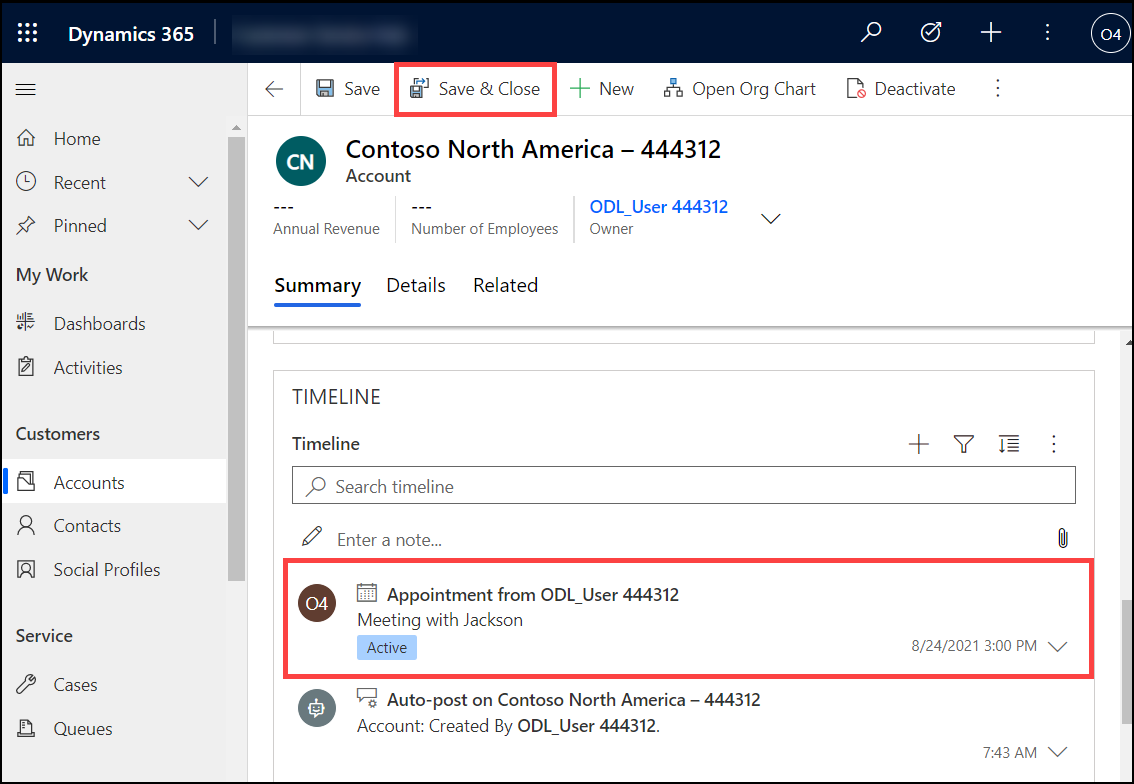 Dynamics 365
O4
Save
Save & Close
New
Open Org Chart
Deactivate
Home
Recent
Pinned
My Work
Dashboards
Activities
Customers
Accounts
Contacts
Social Profiles
Service
Cases
Queues
CN
Contoso North America – 444312
Account
---
Annual Revenue
---
Number of Employees
ODL_User 444312
Owner
Summary
Details
Related
TIMELINE
Timeline
Search timeline
Enter a note...
O4
Appointment from ODL_User 444312
Meeting with Jackson
Active
8/24/2021 3:00 PM
Auto-post on Contoso North America – 444312
Account: Created By ODL_User 444312.
7:43 AM